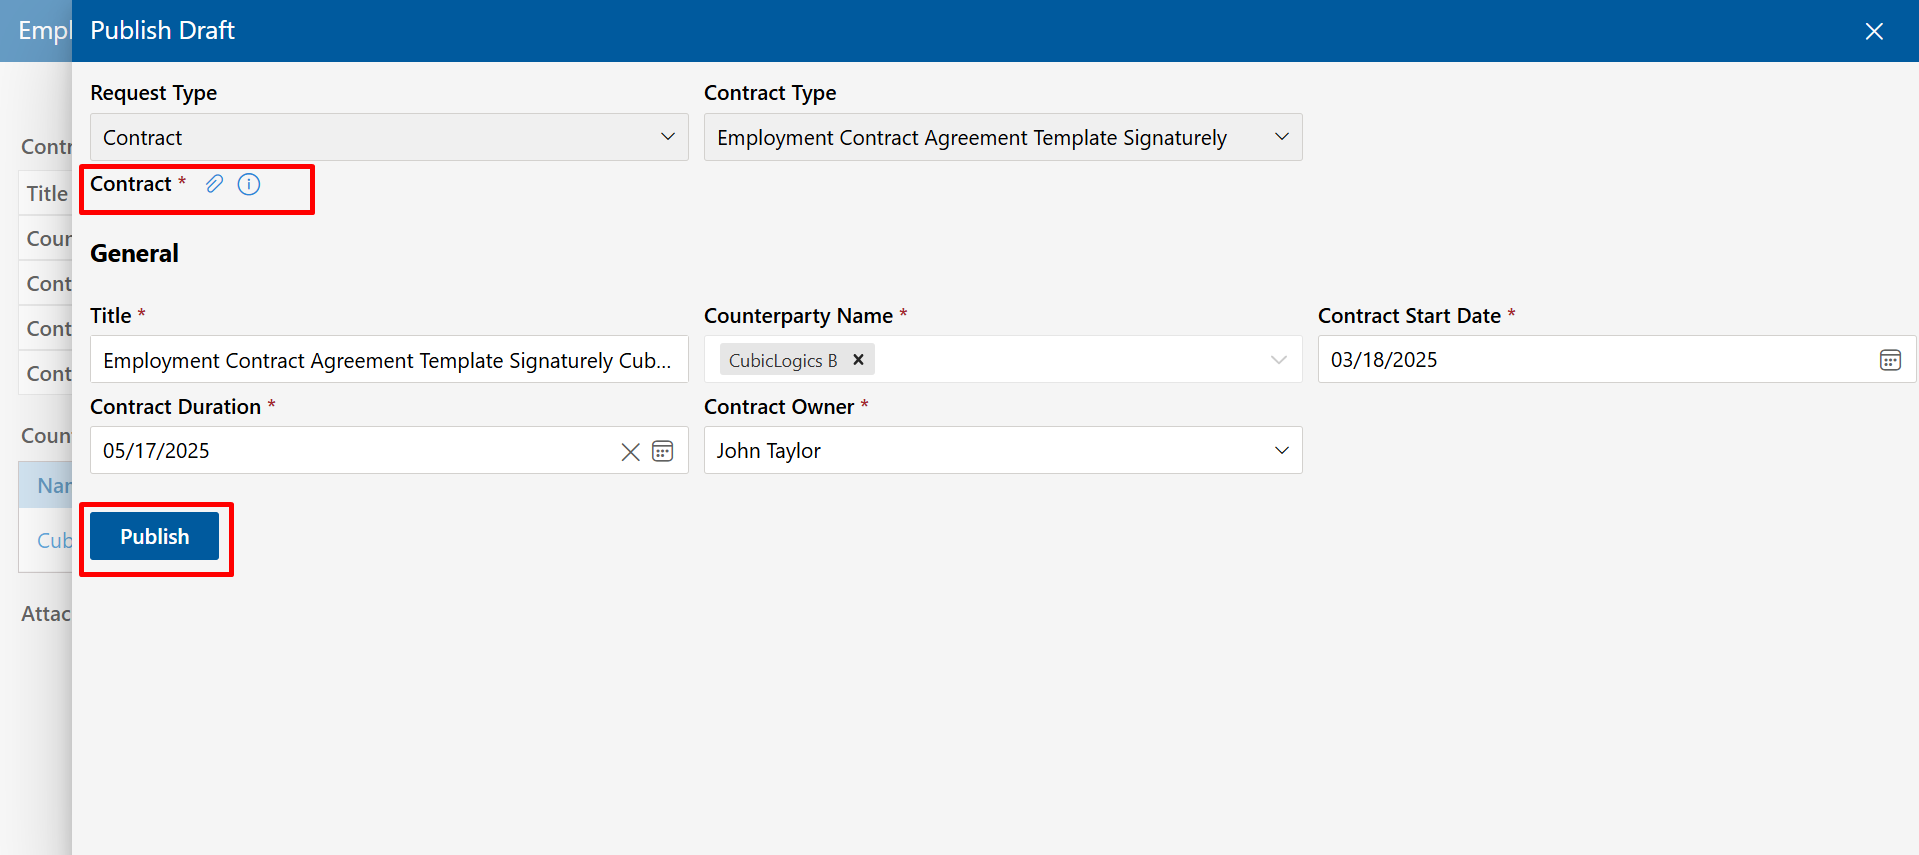 Empl
Publish Draft
Request Type
Contract Type
Contract
Employment Contract Agreement Template Signaturely
Contr
Contract *
Title
Coun
General
Cont
Title *
Counterparty Name *
Contract Start Date *
Cont
Employment Contract Agreement Template Signaturely Cub...
CubicLogics B
03/18/2025
Cont
Contract Duration *
Contract Owner *
Coun
05/17/2025
John Taylor
Nam
Publish
Cub
Attac